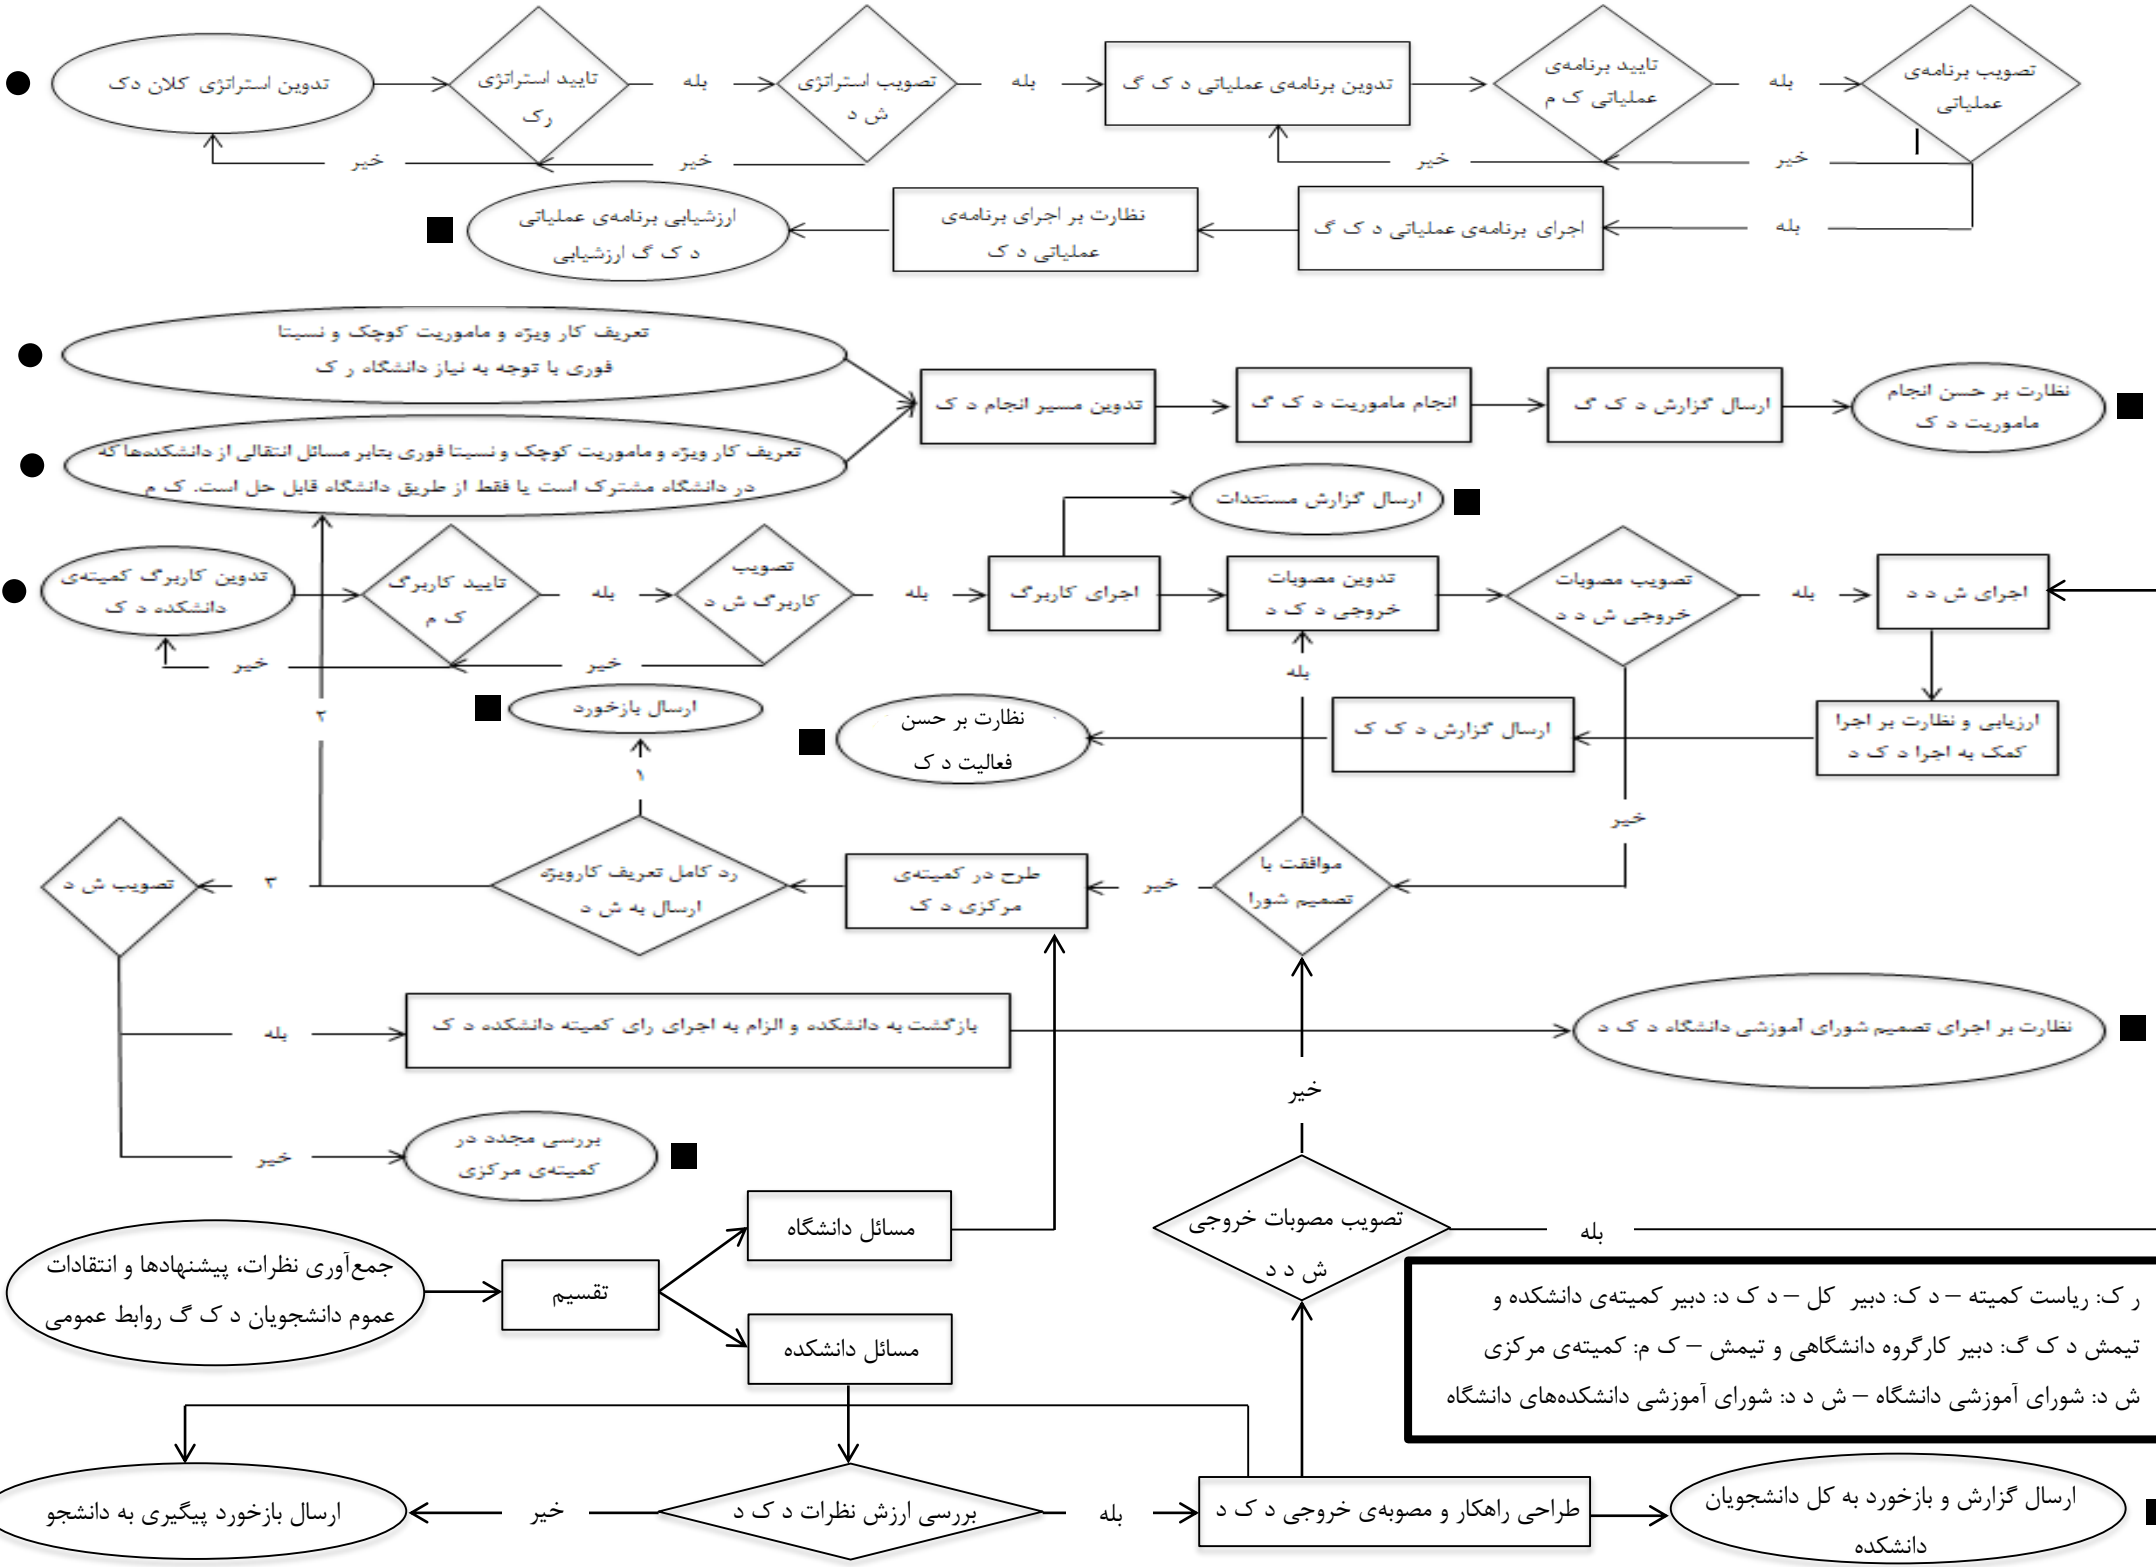 تدوین استراتژی کلان دک
تایید استراتژی
رک
بله
تصویب استراتژی
ش د
بله
تدوین برنامه‌ی عملیاتی د ک گ
تایید برنامه‌ی
عملیاتی ک م
بله
تصویب برنامه‌ی
عملیاتی
خیر
خیر
خیر
خیر
بله
اجرای برنامه‌ی عملیاتی د ک گ
نظارت بر اجرای برنامه‌ی
عملیاتی د ک
ارزشیابی برنامه‌ی عملیاتی
د ک گ ارزشیابی
تعریف کار ویژه و ماموریت کوچک و نسبتا
فوری با توجه به نیاز دانشگاه ر ک
تعریف کار ویژه و ماموریت کوچک و نسبتا فوری بنابر مسائل انتقالی از دانشکده‌ها که
در دانشگاه مشترک است یا فقط از طریق دانشگاه قابل حل است. ک م
تدوین مسیر انجام د ک
انجام ماموریت د ک گ
ارسال گزارش د ک گ
نظارت بر حسن انجام
ماموریت د ک
ارسال گزارش مستندات
تدوین کاربرگ کمیته‌ی
دانشکده د ک
تایید کاربرگ
ک م
بله
تصویب
کاربرگ ش د
بله
اجرای کاربرگ
تدوین مصوبات
خروجی د ک د
تصویب مصوبات
خروجی ش د د
بله
اجرای ش د د
خیر
خیر
بله
۲
ارسال بازخورد
۱
نظارت بر حسن
فعالیت د ک
ارسال گزارش د ک ک
ارزیابی و نظارت بر اجرا
کمک به اجرا د ک د
خیر
موافقت با
تصمیم شورا
خیر
طرح در کمیته‌ی
مرکزی د ک
رد کامل تعریف کارویژه
ارسال به ش د
۳
تصویب ش د
بله
بازگشت به دانشکده و الزام به اجرای رای کمیته دانشکده د ک
نظارت بر اجرای تصمیم شورای آموزشی دانشگاه د ک د
خیر
خیر
بررسی مجدد در
کمیته‌ی مرکزی
تصویب مصوبات خروجی
ش د د
بله
جمع‌آوری نظرات، پیشنهادها و انتقادات
عموم دانشجویان د ک گ روابط عمومی
تقسیم
مسائل دانشگاه
مسائل دانشکده
ر ک: ریاست کمیته – د ک: دبیر کل – د ک د: دبیر کمیته‌ی دانشکده و
تیمش د ک گ: دبیر کارگروه دانشگاهی و تیمش – ک م: کمیته‌ی مرکزی
ش د: شورای آموزشی دانشگاه – ش د د: شورای آموزشی دانشکده‌های دانشگاه
ارسال بازخورد پیگیری به دانشجو
خیر
بررسی ارزش نظرات د ک د
بله
طراحی راهکار و مصوبه‌ی خروجی د ک د
ارسال گزارش و بازخورد به کل دانشجویان
دانشکده